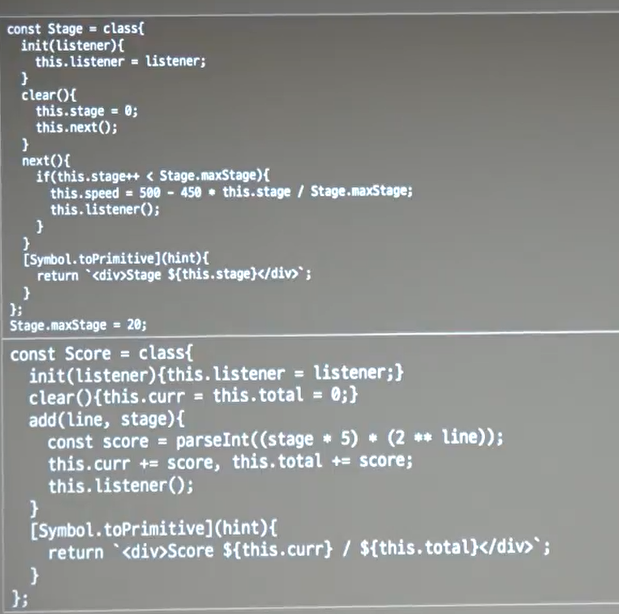 const Stage = class{
  init(listener){
    this.listener = listener;
  }
  clear(){
    this.stage = 0;
    this.next();
  }
  next(){
    if(this.stage++ < Stage.maxStage){
      this.speed = 500 - 450 * this.stage / Stage.maxStage;
      this.listener();
    }
  }
  [Symbol.toPrimitive](hint){
    return `<div>Stage ${this.stage}</div>`;
  }
};
Stage.maxStage = 20;
const Score = class{
  init(listener){this.listener = listener;}
  clear(){this.curr = this.total = 0;}
  add(line, stage){
    const score = parseInt((stage * 5) * (2 ** line));
    this.curr += score, this.total += score;
    this.listener();
  }
  [Symbol.toPrimitive](hint){
    return `<div>Score ${this.curr} / ${this.total}</div>`;
  }
};